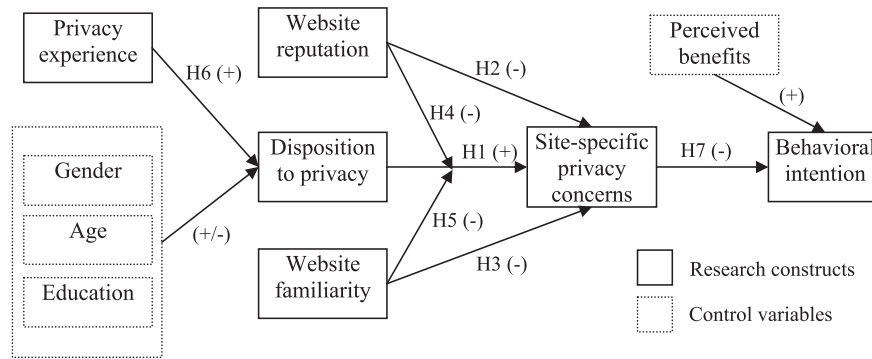 Privacy
experience
Website
reputation
Perceived
benefits
H6 (+)
H2 (-)
(+)
H4 (-)
Gender
Age
Education
(+/-)
Disposition
to privacy
H1 (+)
Site-specific
privacy
concerns
H7 (-)
Behavioral
intention
H5 (-)
H3 (-)
Website
familiarity
Research constructs
Control variables